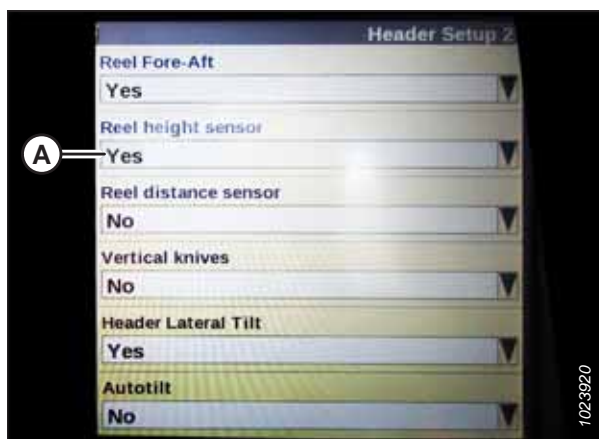 Header Setup 2
Reel Fore-Aft
Yes
Reel height sensor
A
Yes
Reel distance sensor
No
Vertical knives
No
Header Lateral Tilt
Yes
Autotilt
No
1023920